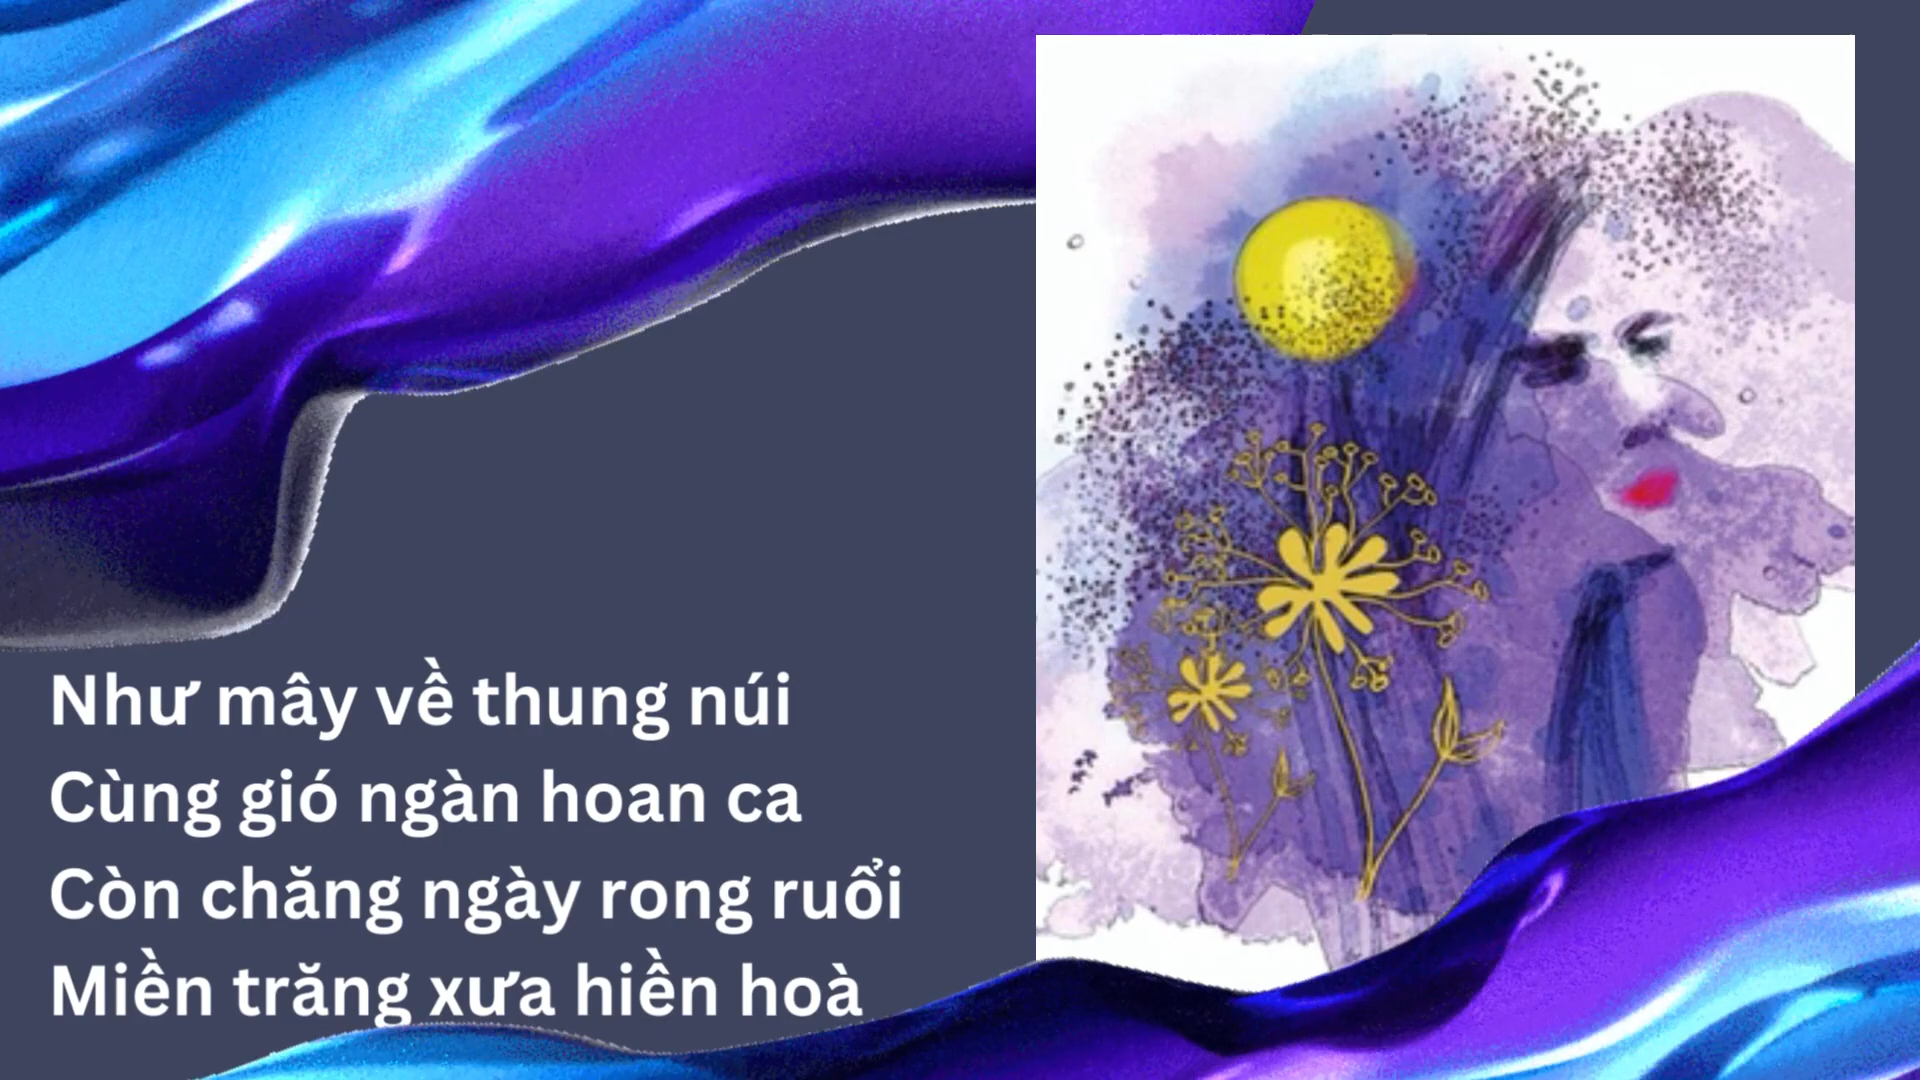 Như mây về thung núi
Cùng gió ngàn hoan ca
Còn chăng ngày rong ruổi
Miền trăng xưa hiền hoà